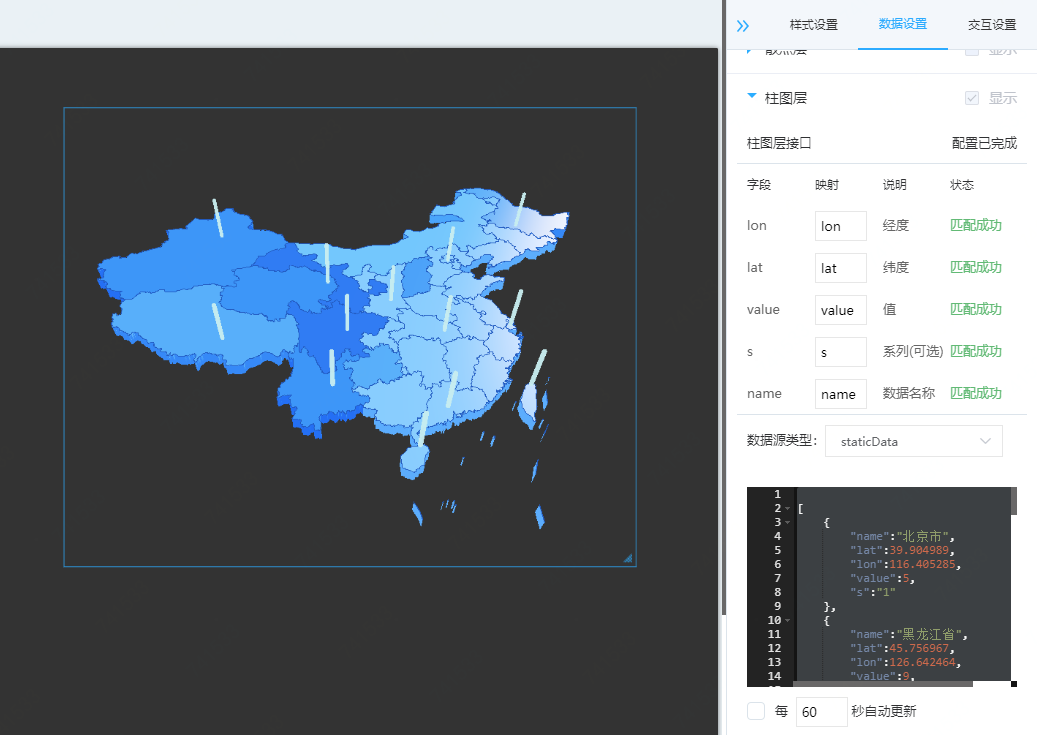 样式设置 数据设置 交互设置
散点层 显示
柱图层 显示
柱图层接口 配置已完成
字段 映射 说明 状态
lon lon 经度 匹配成功
lat lat 纬度 匹配成功
value value 值 匹配成功
s s 系列(可选) 匹配成功
name name 数据名称 匹配成功
数据源类型: staticData
1
2 [
3 {
4 "name":"北京市",
5 "lat":39.904989,
6 "lon":116.405285,
7 "value":5,
8 "s":"1"
9 },
10 {
11 "name":"黑龙江省",
12 "lat":45.756967,
13 "lon":126.642464,
14 "value":9,
每 60 秒自动更新